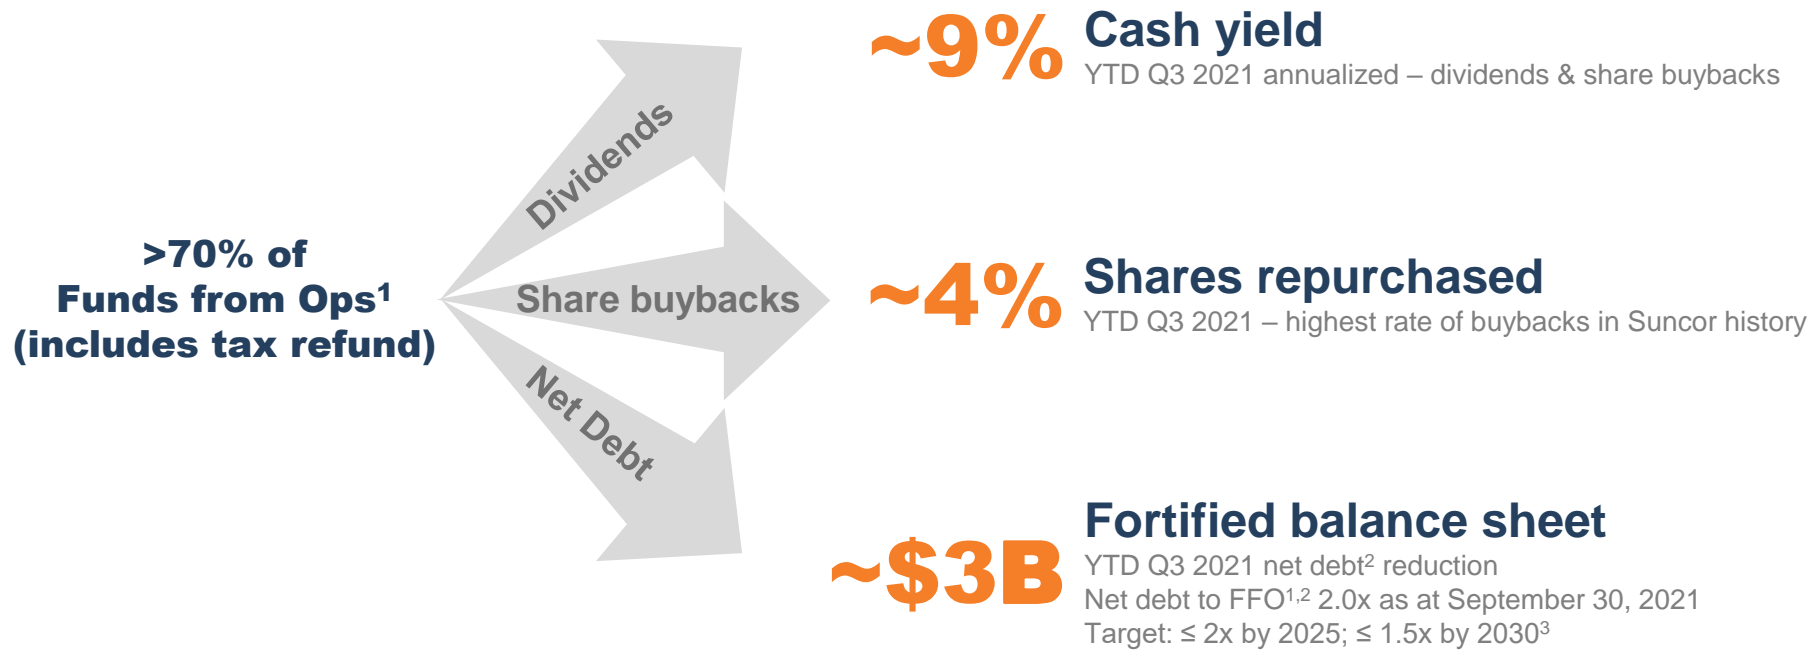 >70% of
Funds from Ops¹
(includes tax refund)
Dividends
Share buybacks
Net Debt
~9%
Cash yield
YTD Q3 2021 annualized – dividends & share buybacks
~4%
Shares repurchased
YTD Q3 2021 – highest rate of buybacks in Suncor history
~$3B
Fortified balance sheet
YTD Q3 2021 net debt² reduction
Net debt to FFO¹,² 2.0x as at September 30, 2021
Target: ≤ 2x by 2025; ≤ 1.5x by 2030³